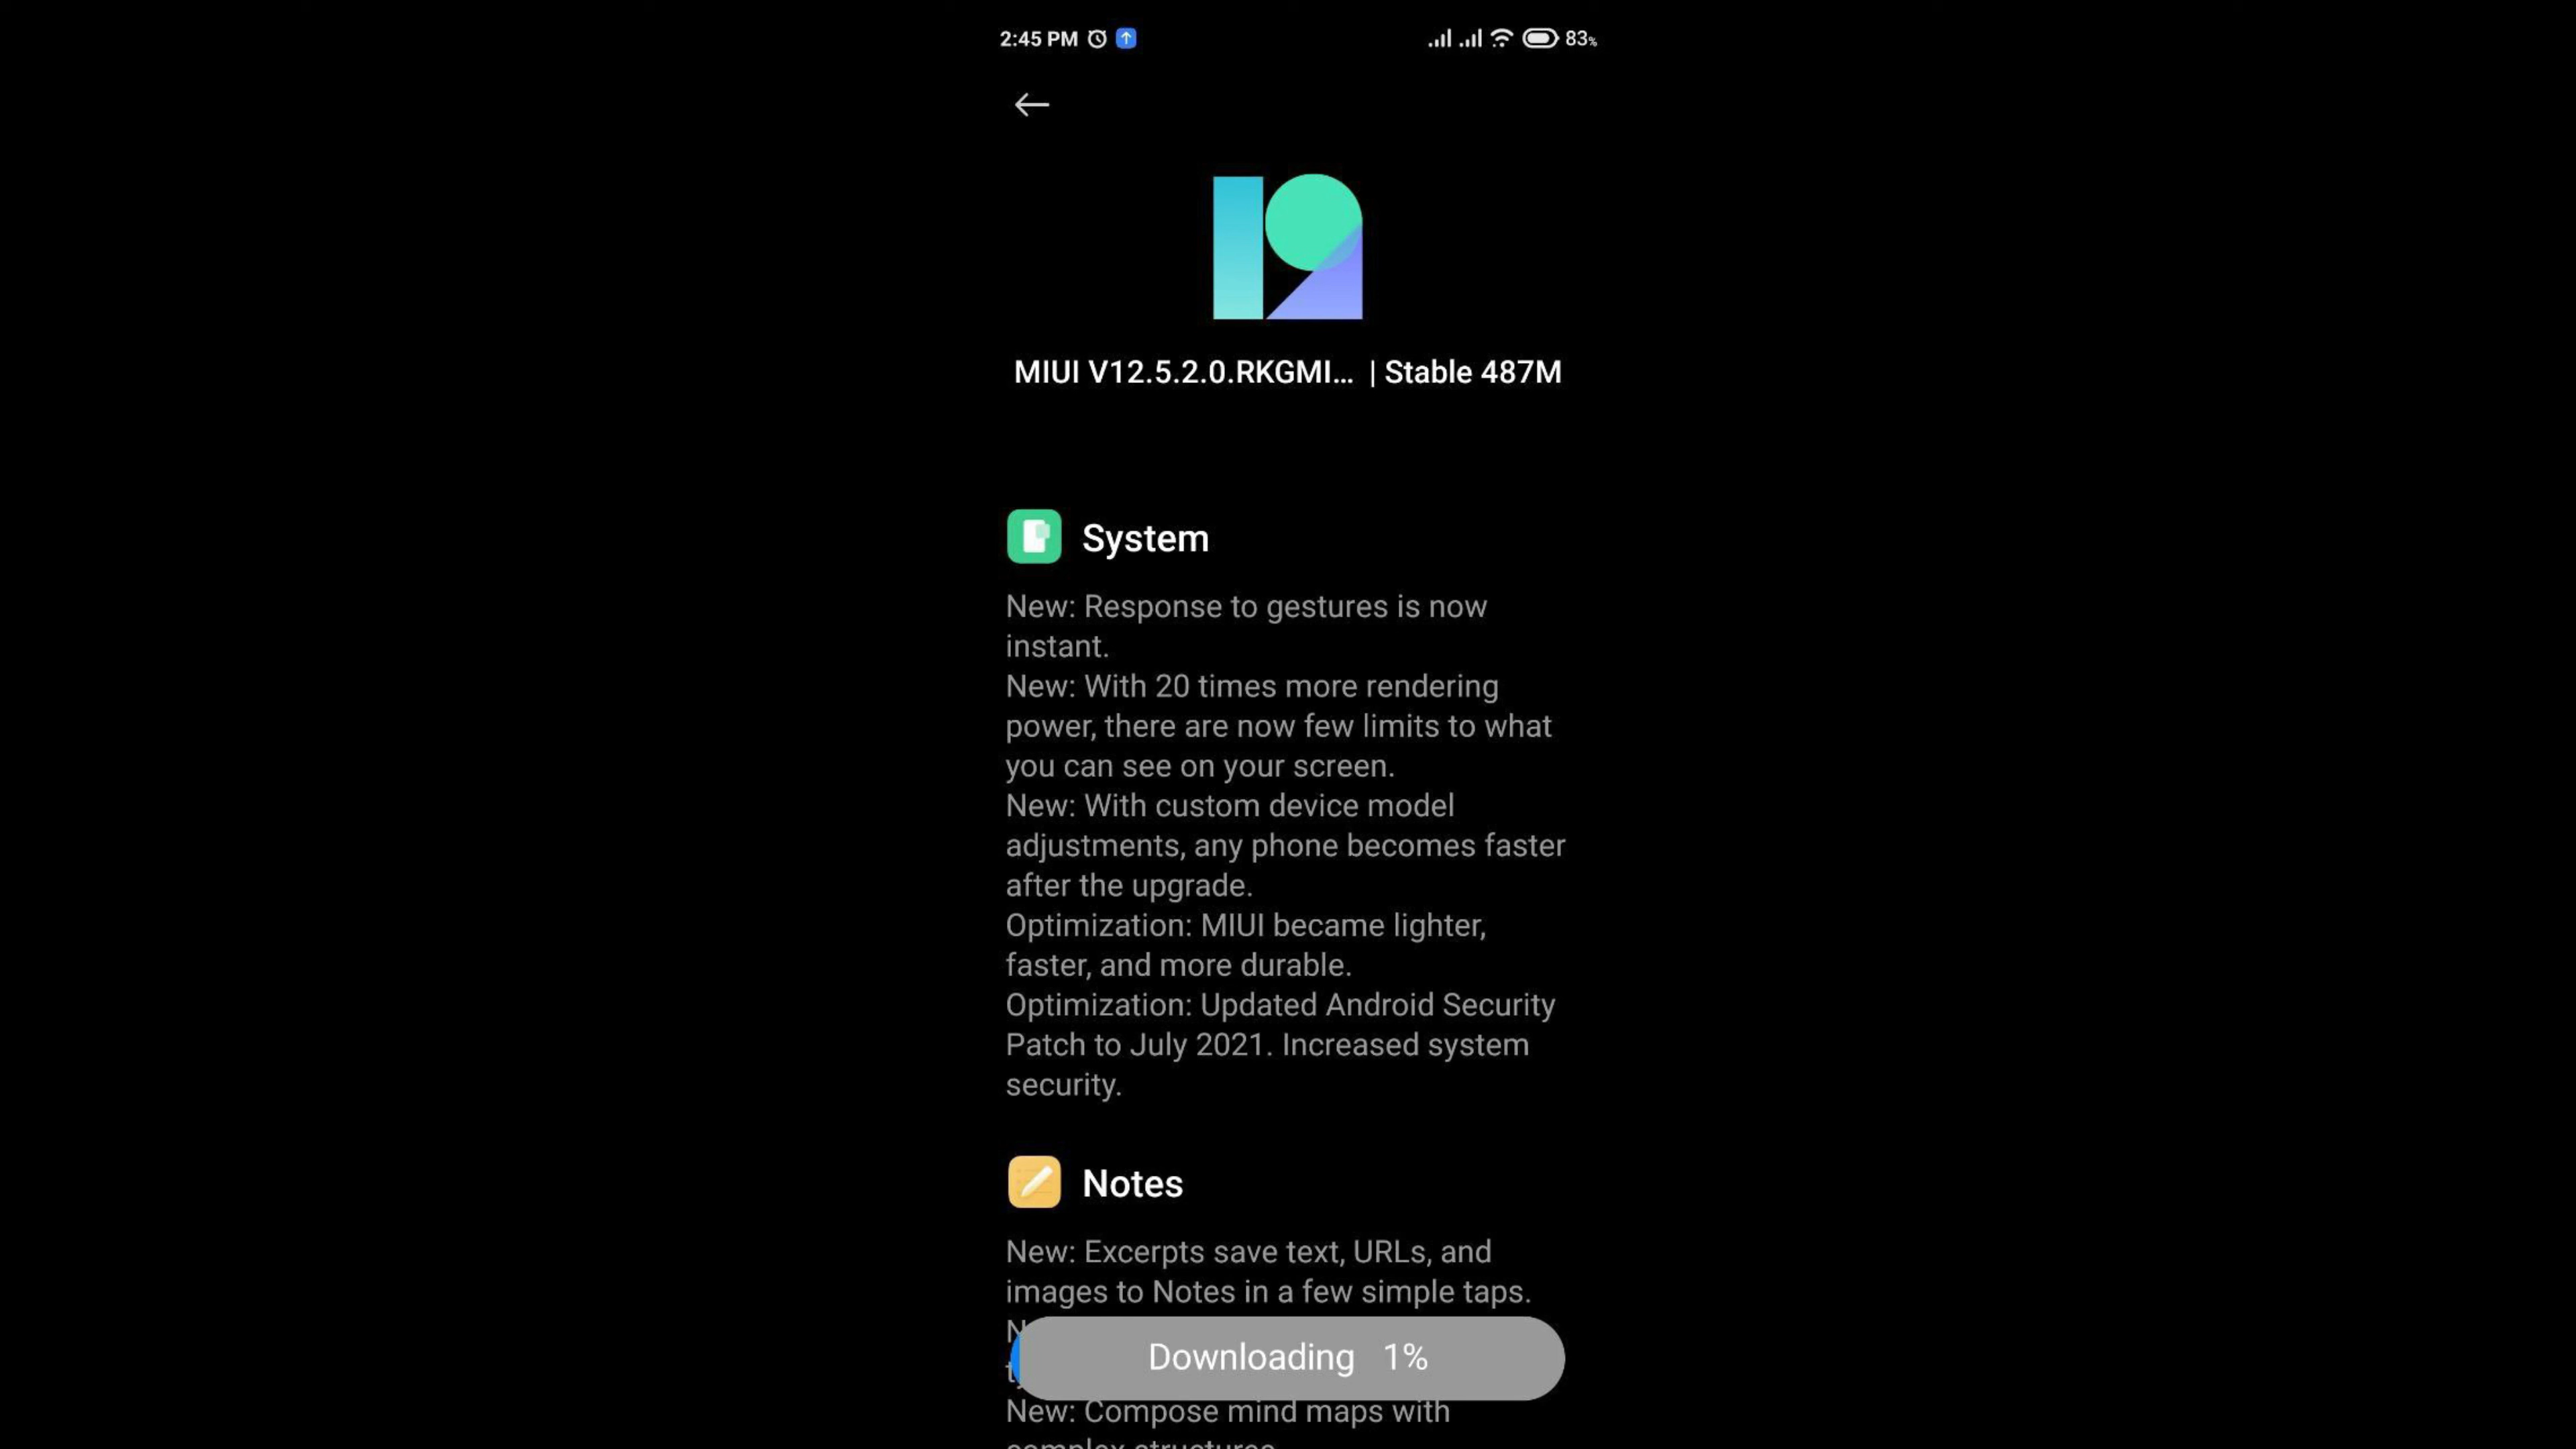 2:45 PM 83%
MIUI V12.5.2.0.RKGMI... | Stable 487M
System
New: Response to gestures is now
instant.
New: With 20 times more rendering
power, there are now few limits to what
you can see on your screen.
New: With custom device model
adjustments, any phone becomes faster
after the upgrade.
Optimization: MIUI became lighter,
faster, and more durable.
Optimization: Updated Android Security
Patch to July 2021. Increased system
security.
Notes
New: Excerpts save text, URLs, and
images to Notes in a few simple taps.
Downloading 1%
New: Compose mind maps with
complex structures.